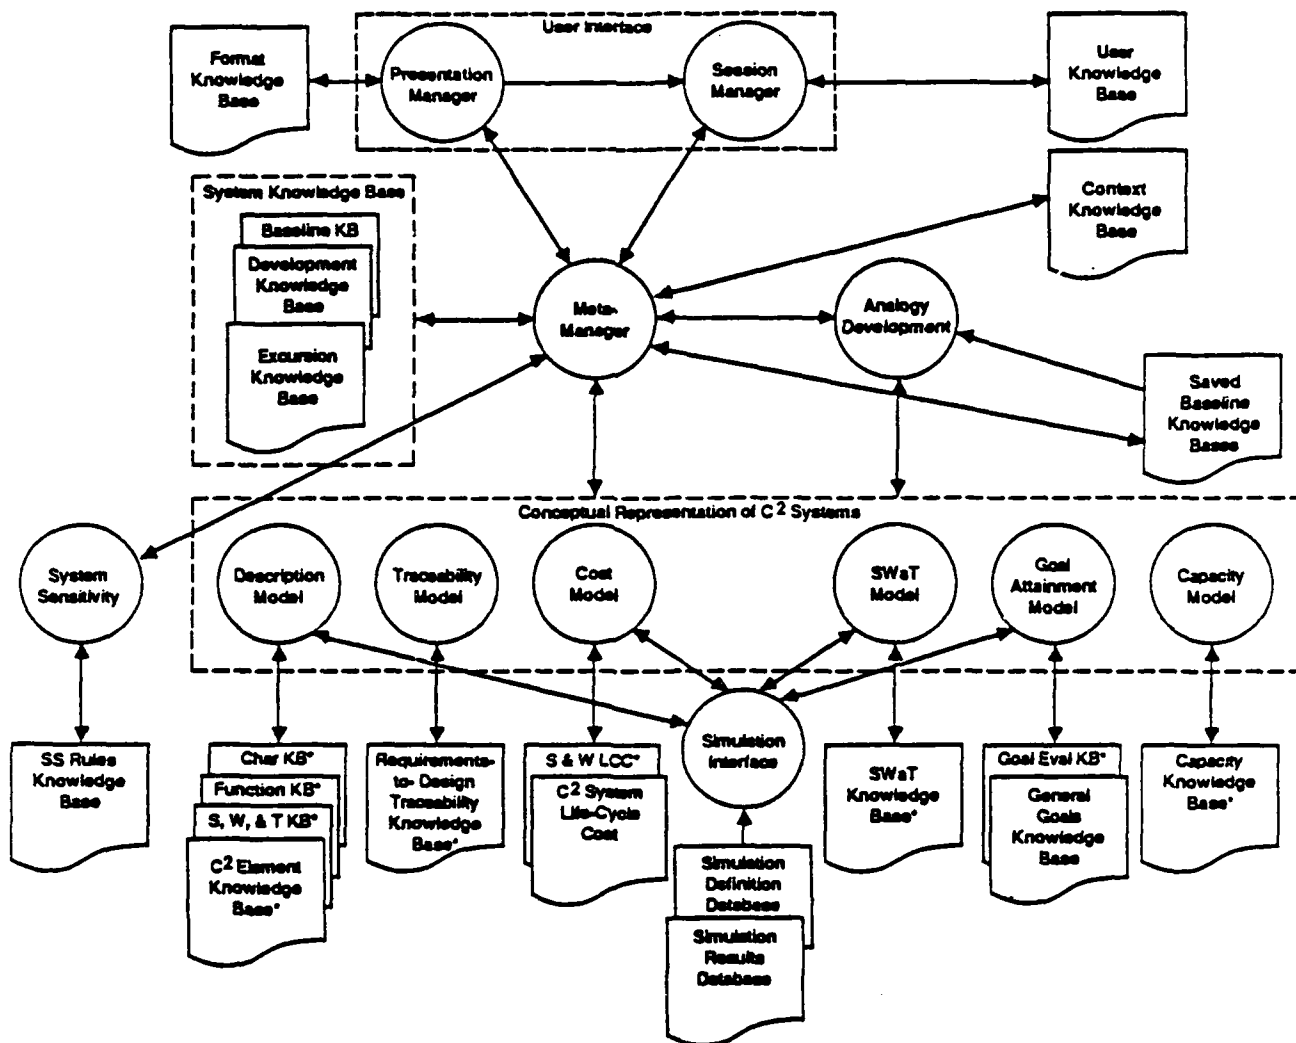 User Interface
Format
Knowledge
Base
Presentation
Manager
Session
Manager
User
Knowledge
Base
System Knowledge Base
Baseline KB
Development
Knowledge
Base
Excursion
Knowledge
Base
Context
Knowledge
Base
Meta-
Manager
Analogy
Development
Saved
Baseline
Knowledge
Bases
Conceptual Representation of C2 Systems
System
Sensitivity
Description
Model
Traceability
Model
Cost
Model
SWaT
Model
Goal
Attainment
Model
Capacity
Model
Simulation
Interface
SS Rules
Knowledge
Base
Char KB*
Function KB*
S, W, & T KB*
C2 Element
Knowledge
Base*
Requirements-
to- Design
Traceability
Knowledge
Base*
S & W LCC*
C2 System
Life-Cycle
Cost
Simulation
Definition
Database
Simulation
Results
Database
SWaT
Knowledge
Base*
Goal Eval KB*
General
Goals
Knowledge
Base
Capacity
Knowledge
Base*